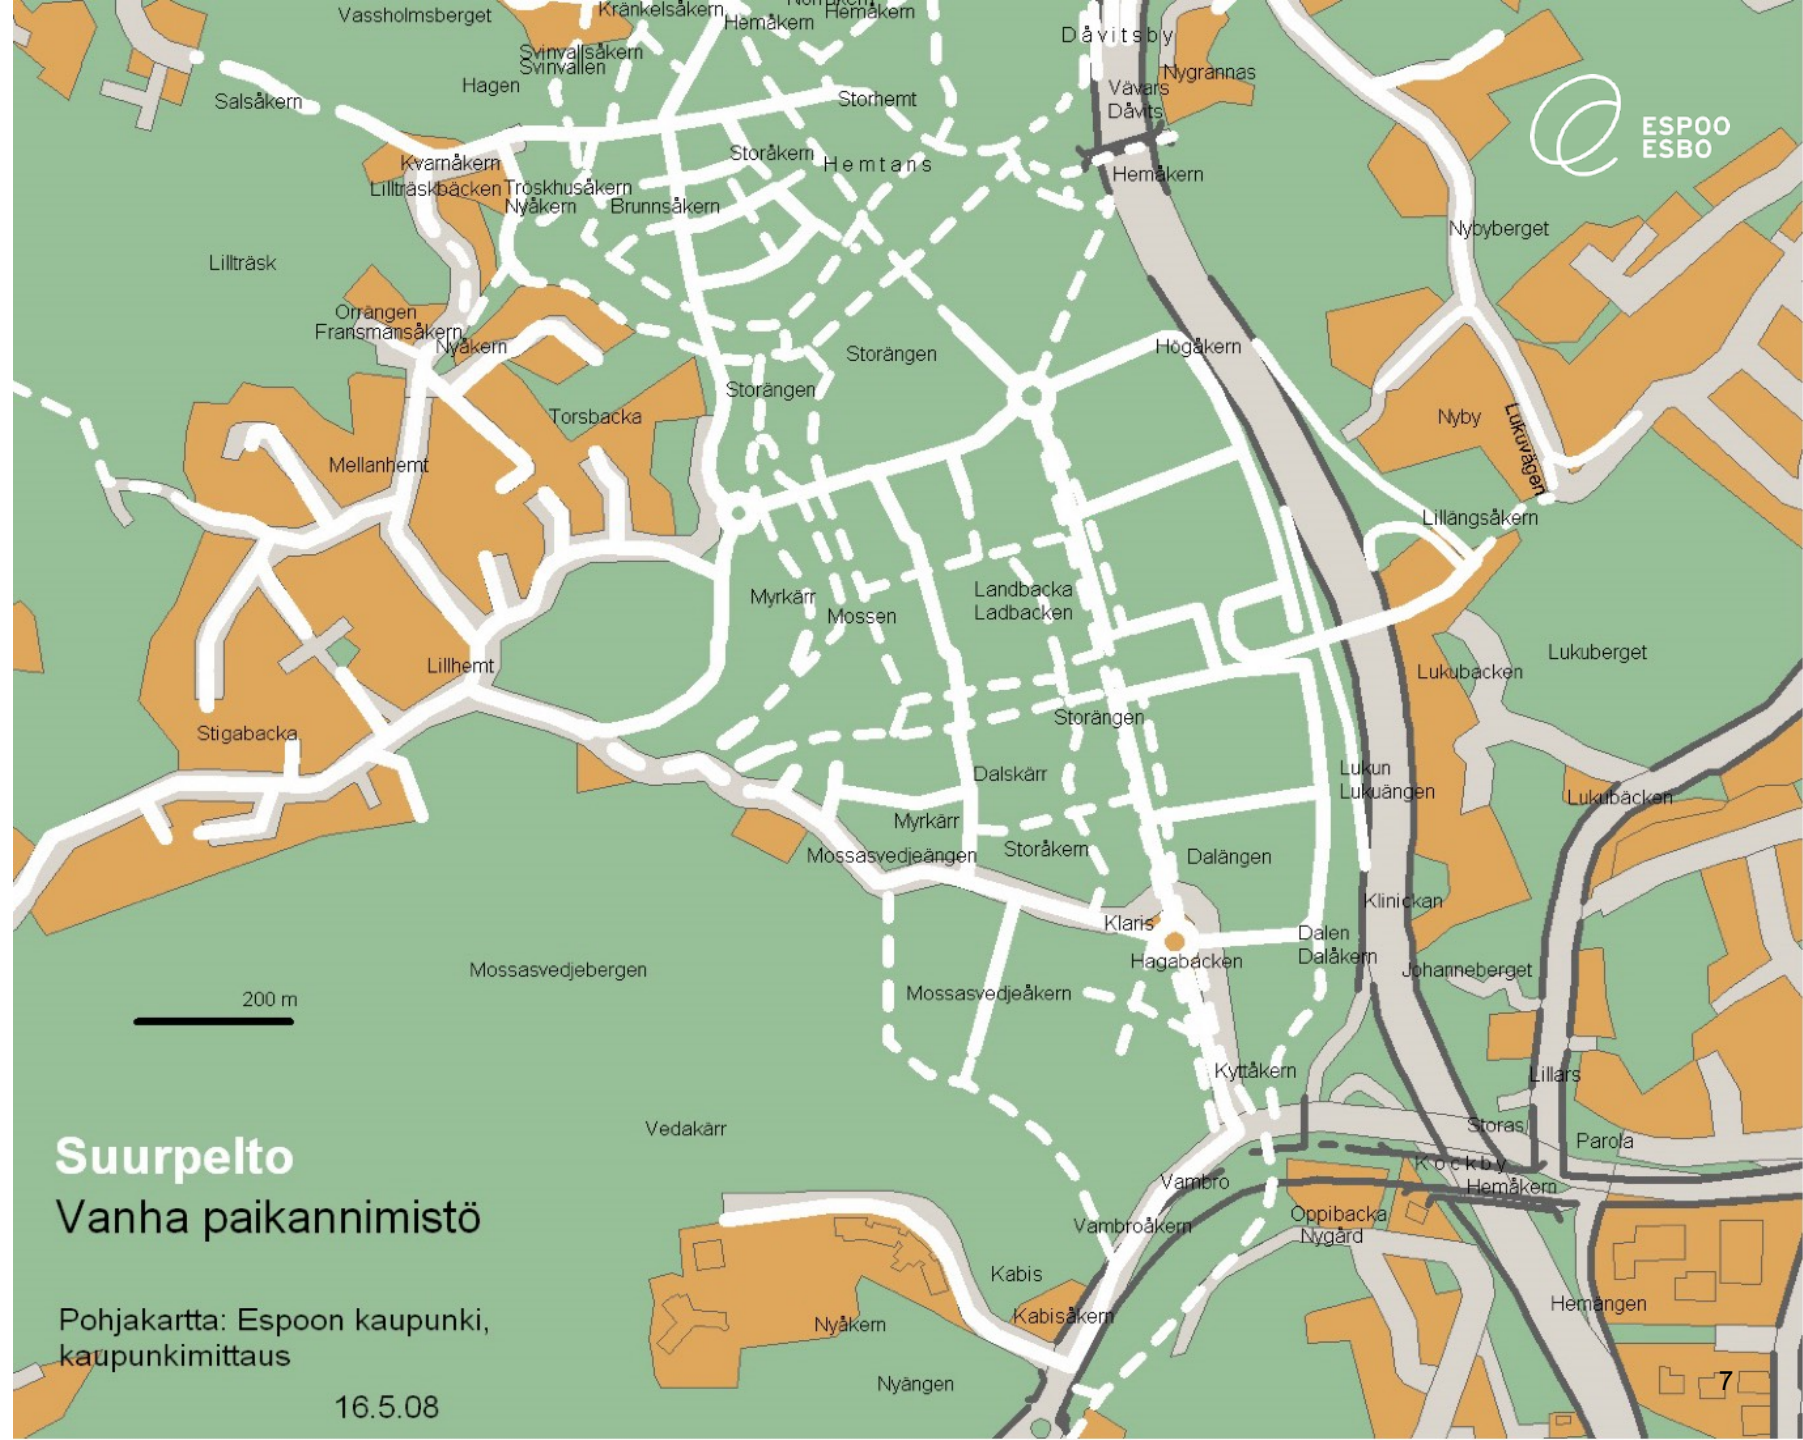 Vassholmsberget
Kränkelsåkern
Hemåkern
Hemåkern
Svinvallsåkern
Svinvallen
Hagen
Salsåkern
Storhemt
Dåvitsby
Nygrannas
Vävars
Dåvits
ESPOO
ESBO
Kvarnåkern
Storåkern
Hemtans
Hemåkern
Lillträskbäcken
Tröskhusåkern
Nyåkern
Brunnsåkern
Nybyberget
Lillträsk
Orrängen
Fransmansåkern
Nyåkern
Storängen
Högåkern
Storängen
Torsbacka
Nyby
Lukuvägen
Mellanhemt
Lillängsåkern
Myrkärr
Mossen
Landbacka
Ladbacken
Lillhemt
Lukubacken
Lukuberget
Stigabacka
Storängen
Dalskärr
Lukun
Lukuängen
Lukubäcken
Myrkärr
Mossasvedjeängen
Storåkern
Dalängen
Klinickan
Klaris
Dalen
Dalåkern
Hagabäcken
Mossasvedjebergen
Johanneberget
200 m
Mossasvedjeåkern
Kyttåkern
Lillars
Vedakärr
Storas
Parola
Suurpelto
Vanha paikannimistö
Kockby
Hemåkern
Vambro
Vambroåkern
Oppibacka
Nygård
Kabis
Kabisåkern
Hemängen
Nyåkern
Pohjakartta: Espoon kaupunki,
kaupunkimittaus
Nyängen
7
16.5.08